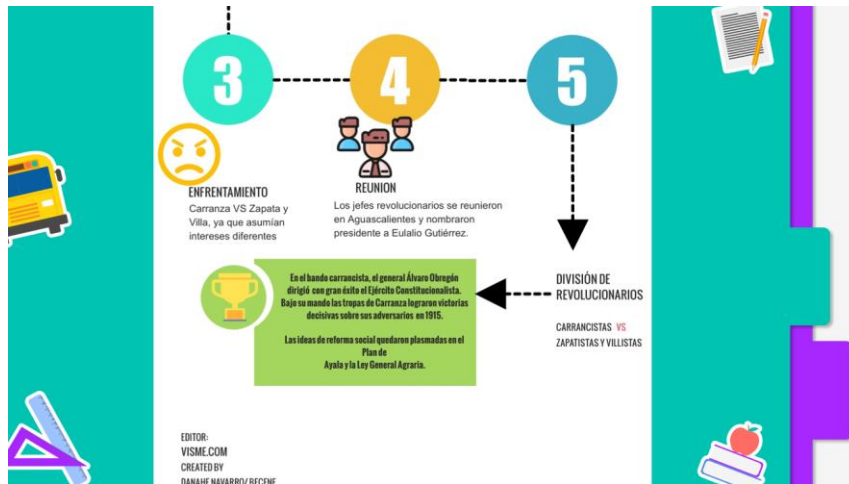 3
4
5
ENFRENTAMIENTO
Carranza VS Zapata y
Villa, ya que asumían
intereses diferentes
REUNION
Los jefes revolucionarios se reunieron
en Aguascalientes y nombraron
presidente a Eulalio Gutiérrez.
DIVISIÓN DE
REVOLUCIONARIOS
CARRANCISTAS VS
ZAPATISTAS Y VILLISTAS
En el bando carrancista, el general Álvaro Obregón
dirigió con gran éxito el Ejército Constitucionalista.
Bajo su mando las tropas de Carranza lograron victorias
decisivas sobre sus adversarios en 1915.
Las ideas de reforma social quedaron plasmadas en el
Plan de
Ayala y la Ley General Agraria.
EDITOR:
VISME.COM
CREATED BY
DANAHE NAVARRO/ BECENE